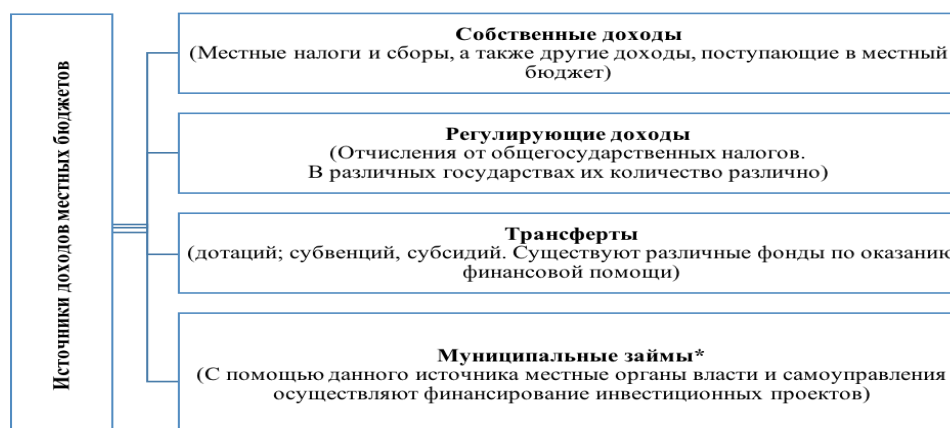 Источники доходов местных бюджетов
Собственные доходы
(Местные налоги и сборы, а также другие доходы, поступающие в местный
бюджет)
Регулирующие доходы
(Отчисления от общегосударственных налогов.
В различных государствах их количество различно)
Трансферты
(дотаций; субвенций, субсидий. Существуют различные фонды по оказанию
финансовой помощи)
Муниципальные займы*
(С помощью данного источника местные органы власти и самоуправления
осуществляют финансирование инвестиционных проектов)